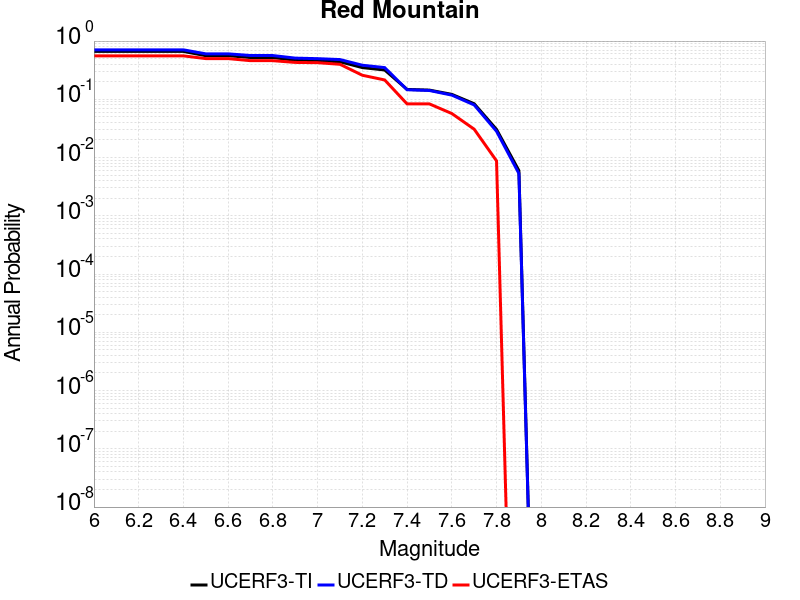 Red Mountain
Annual Probability
10^0
10^-1
10^-2
10^-3
10^-4
10^-5
10^-6
10^-7
10^-8
6 6.2 6.4 6.6 6.8 7 7.2 7.4 7.6 7.8 8 8.2 8.4 8.6 8.8 9
Magnitude
UCERF3-TI UCERF3-TD UCERF3-ETAS